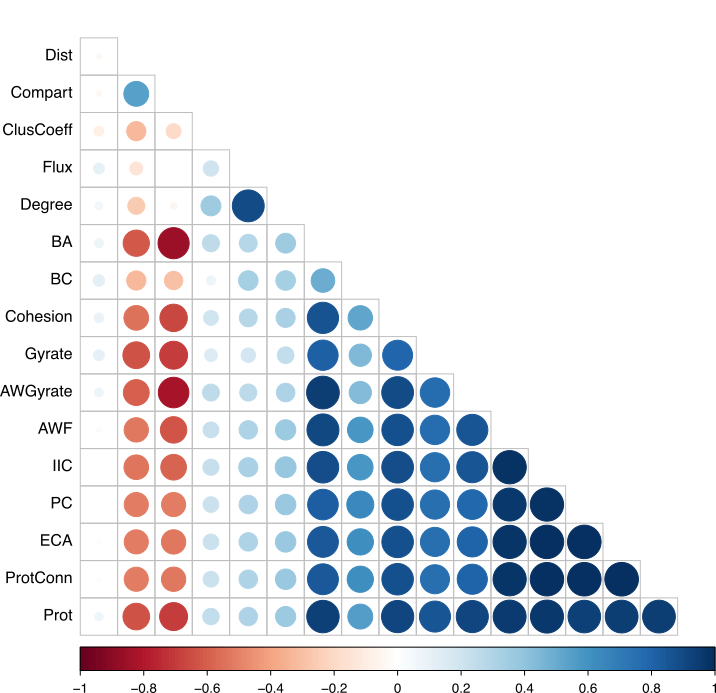 Dist
Compart
ClusCoeff
Flux
Degree
BA
BC
Cohesion
Gyrate
AWGyrate
AWF
IIC
PC
ECA
ProtConn
Prot
−1 −0.8 −0.6 −0.4 −0.2 0 0.2 0.4 0.6 0.8 1